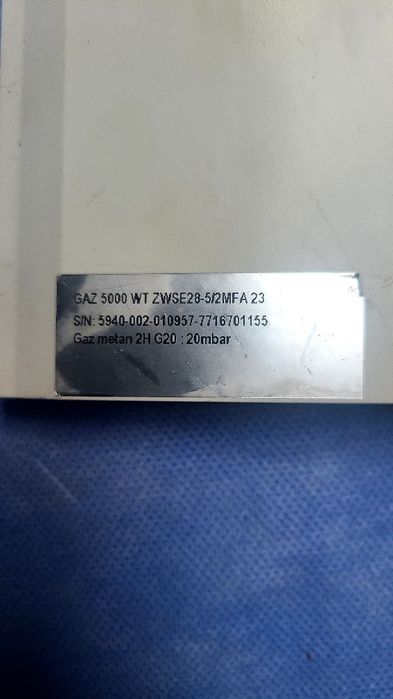 GAZ 5000 WT ZWSE28-5/2MFA 23
S/N: 5940-002-010957-7716701155
Gaz metan 2H G20 : 20mbar